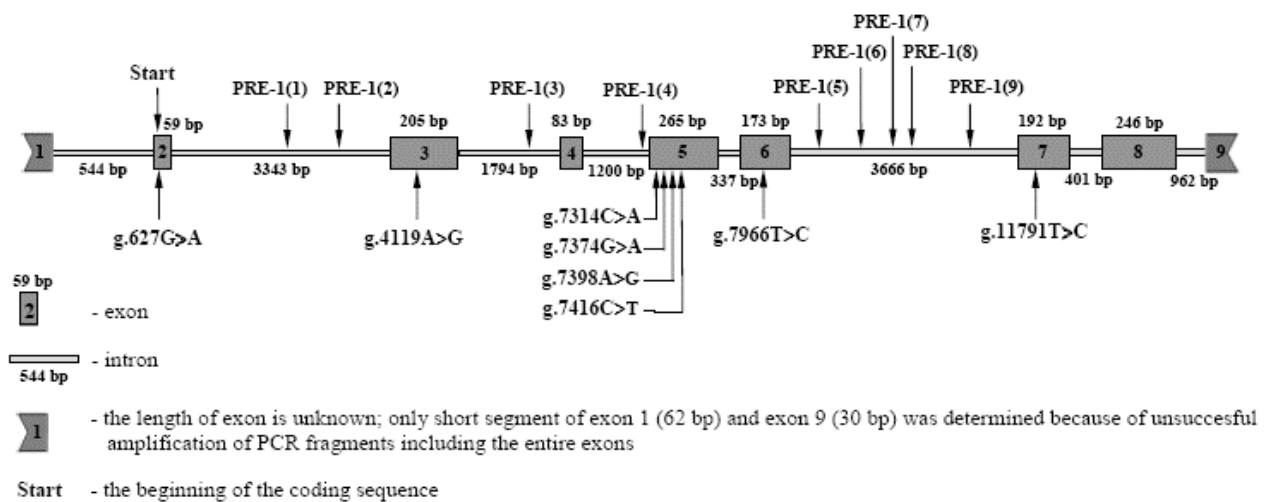 PRE-1(7)
PRE-1(6)
PRE-1(8)
Start
PRE-1(1)
PRE-1(2)
PRE-1(3)
PRE-1(4)
PRE-1(5)
PRE-1(9)
59 bp
205 bp
83 bp
265 bp
173 bp
192 bp
246 bp
1
2
3
4
5
6
7
8
9
544 bp
3343 bp
1794 bp
1200 bp
337 bp
3666 bp
401 bp
962 bp
g.627G>A
g.4119A>G
g.7314C>A
g.7374G>A
g.7398A>G
g.7416C>T
g.7966T>C
g.11791T>C
59 bp
2
- exon
- intron
544 bp
1
- the length of exon is unknown; only short segment of exon 1 (62 bp) and exon 9 (30 bp) was determined because of unsuccesful
amplification of PCR fragments including the entire exons
Start - the beginning of the coding sequence